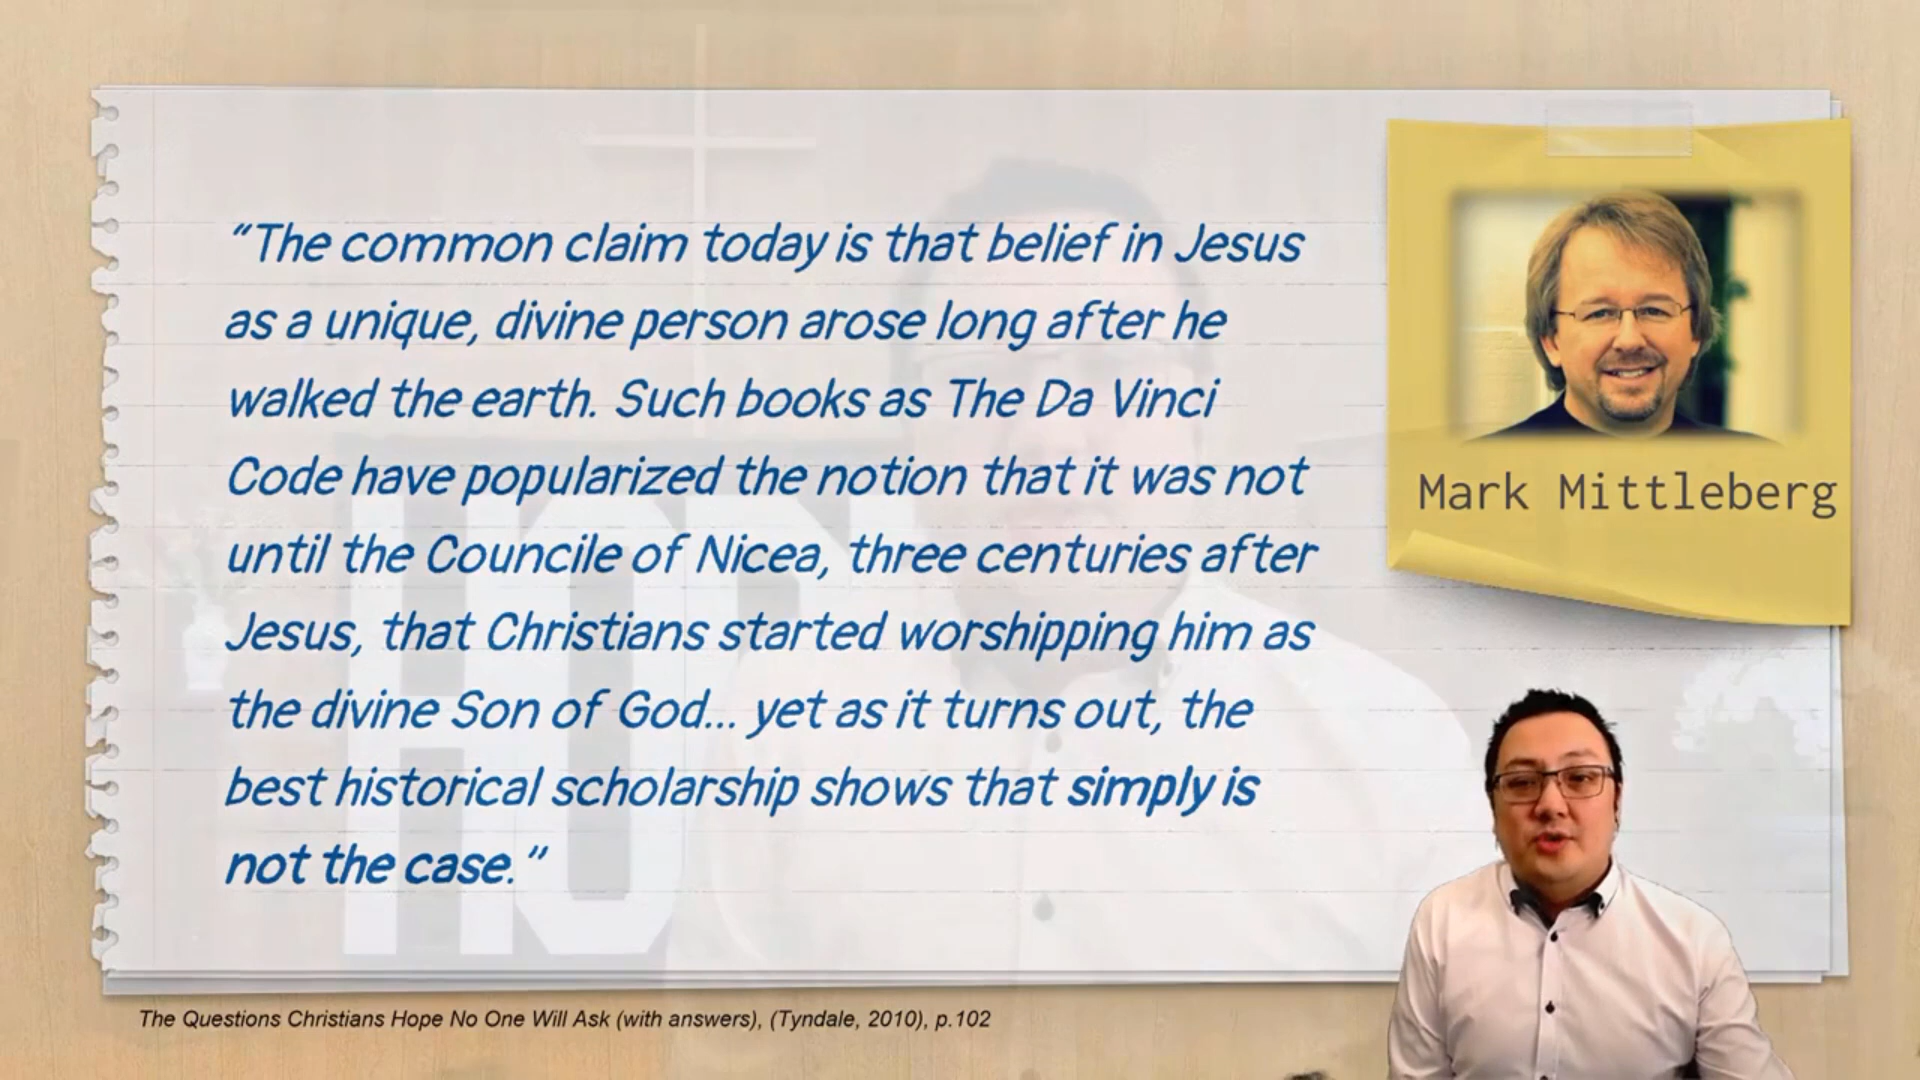 “The common claim today is that belief in Jesus
as a unique, divine person arose long after he
walked the earth. Such books as The Da Vinci
Code have popularized the notion that it was not
until the Councile of Nicea, three centuries after
Jesus, that Christians started worshipping him as
the divine Son of God... yet as it turns out, the
best historical scholarship shows that simply is
not the case.”
Mark Mittleberg
The Questions Christians Hope No One Will Ask (with answers), (Tyndale, 2010), p.102